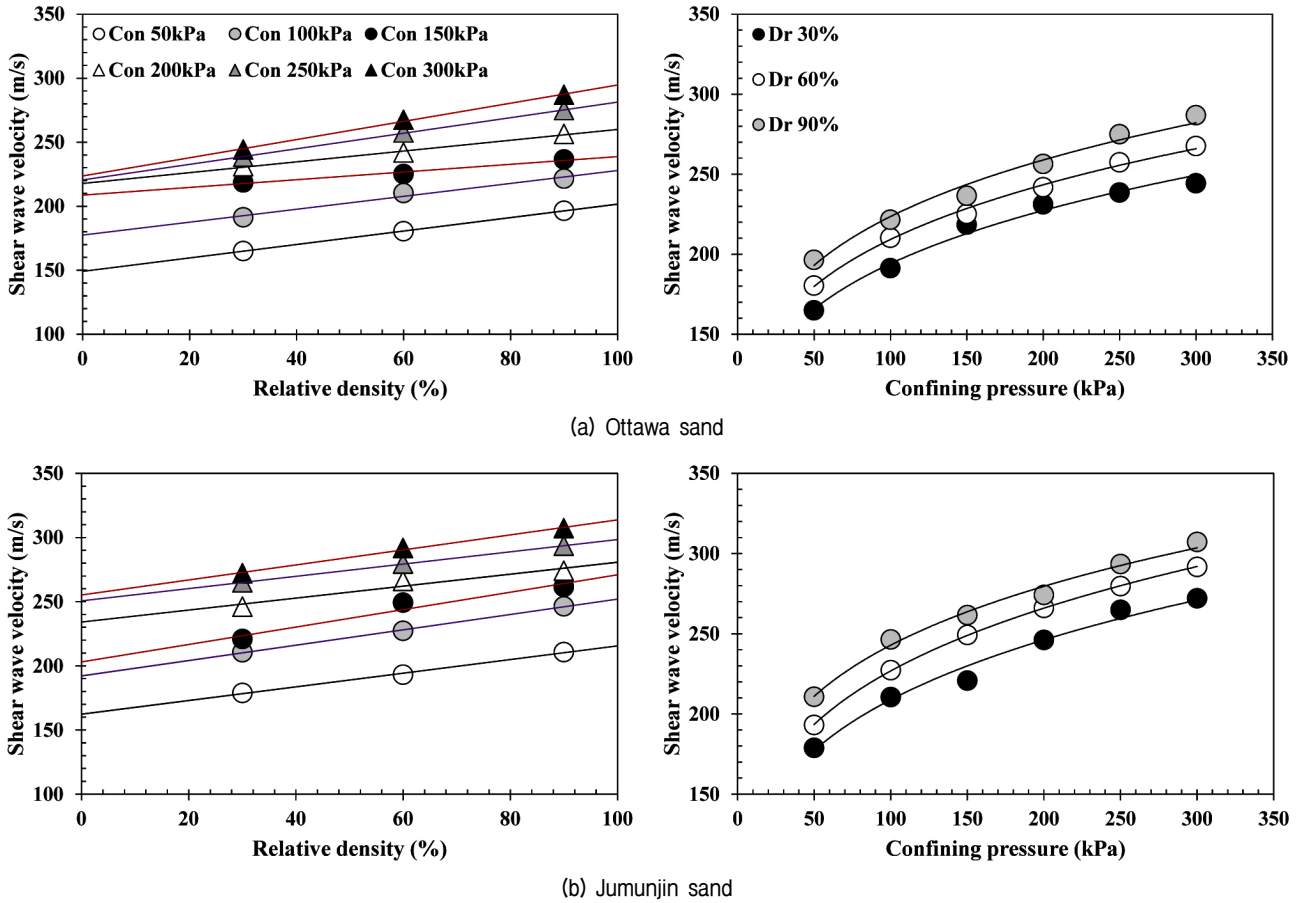 Con 50kPa Con 100kPa Con 150kPa
Con 200kPa Con 250kPa Con 300kPa
350
300
250
200
150
100
0 20 40 60 80 100
Shear wave velocity (m/s)
Relative density (%)
Dr 30%
Dr 60%
Dr 90%
350
300
250
200
150
0 50 100 150 200 250 300 350
Shear wave velocity (m/s)
Confining pressure (kPa)
(a) Ottawa sand
350
300
250
200
150
100
0 20 40 60 80 100
Shear wave velocity (m/s)
Relative density (%)
350
300
250
200
150
0 50 100 150 200 250 300 350
Shear wave velocity (m/s)
Confining pressure (kPa)
(b) Jumunjin sand